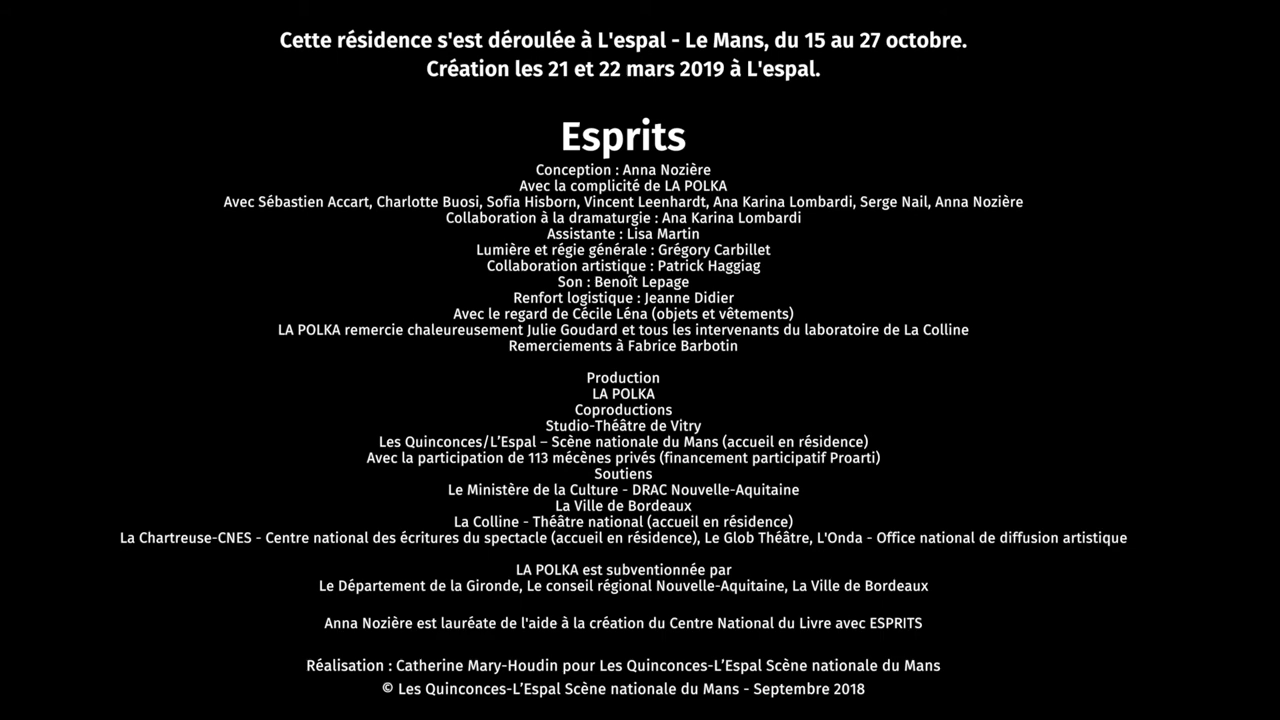 Cette résidence s'est déroulée à L'espal - Le Mans, du 15 au 27 octobre.
Création les 21 et 22 mars 2019 à L'espal.
Esprits
Conception : Anna Nozière
Avec la complicité de LA POLKA
Avec Sébastien Accart, Charlotte Buosi, Sofia Hisborn, Vincent Leenhardt, Ana Karina Lombardi, Serge Nail, Anna Nozière
Collaboration à la dramaturgie : Ana Karina Lombardi
Assistante : Lisa Martin
Lumière et régie générale : Grégory Carbillet
Collaboration artistique : Patrick Haggiag
Son : Benoît Lepage
Renfort logistique : Jeanne Didier
Avec le regard de Cécile Léna (objets et vêtements)
LA POLKA remercie chaleureusement Julie Goudard et tous les intervenants du laboratoire de La Colline
Remerciements à Fabrice Barbotin
Production
LA POLKA
Coproductions
Studio-Théâtre de Vitry
Les Quinconces/L’Espal – Scène nationale du Mans (accueil en résidence)
Avec la participation de 113 mécènes privés (financement participatif Proarti)
Soutiens
Le Ministère de la Culture - DRAC Nouvelle-Aquitaine
La Ville de Bordeaux
La Colline - Théâtre national (accueil en résidence)
La Chartreuse-CNES - Centre national des écritures du spectacle (accueil en résidence), Le Glob Théâtre, L'Onda - Office national de diffusion artistique
LA POLKA est subventionnée par
Le Département de la Gironde, Le conseil régional Nouvelle-Aquitaine, La Ville de Bordeaux
Anna Nozière est lauréate de l'aide à la création du Centre National du Livre avec ESPRITS
Réalisation : Catherine Mary-Houdin pour Les Quinconces-L’Espal Scène nationale du Mans
© Les Quinconces-L’Espal Scène nationale du Mans - Septembre 2018